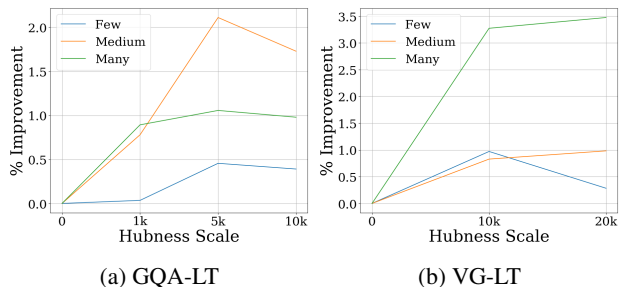 Few
Medium
Many
2.0
1.5
1.0
0.5
0.0
% Improvement
0
1k
5k
10k
Hubness Scale
(a) GQA-LT
Few
Medium
Many
3.5
3.0
2.5
2.0
1.5
1.0
0.5
0.0
% Improvement
0
10k
20k
Hubness Scale
(b) VG-LT